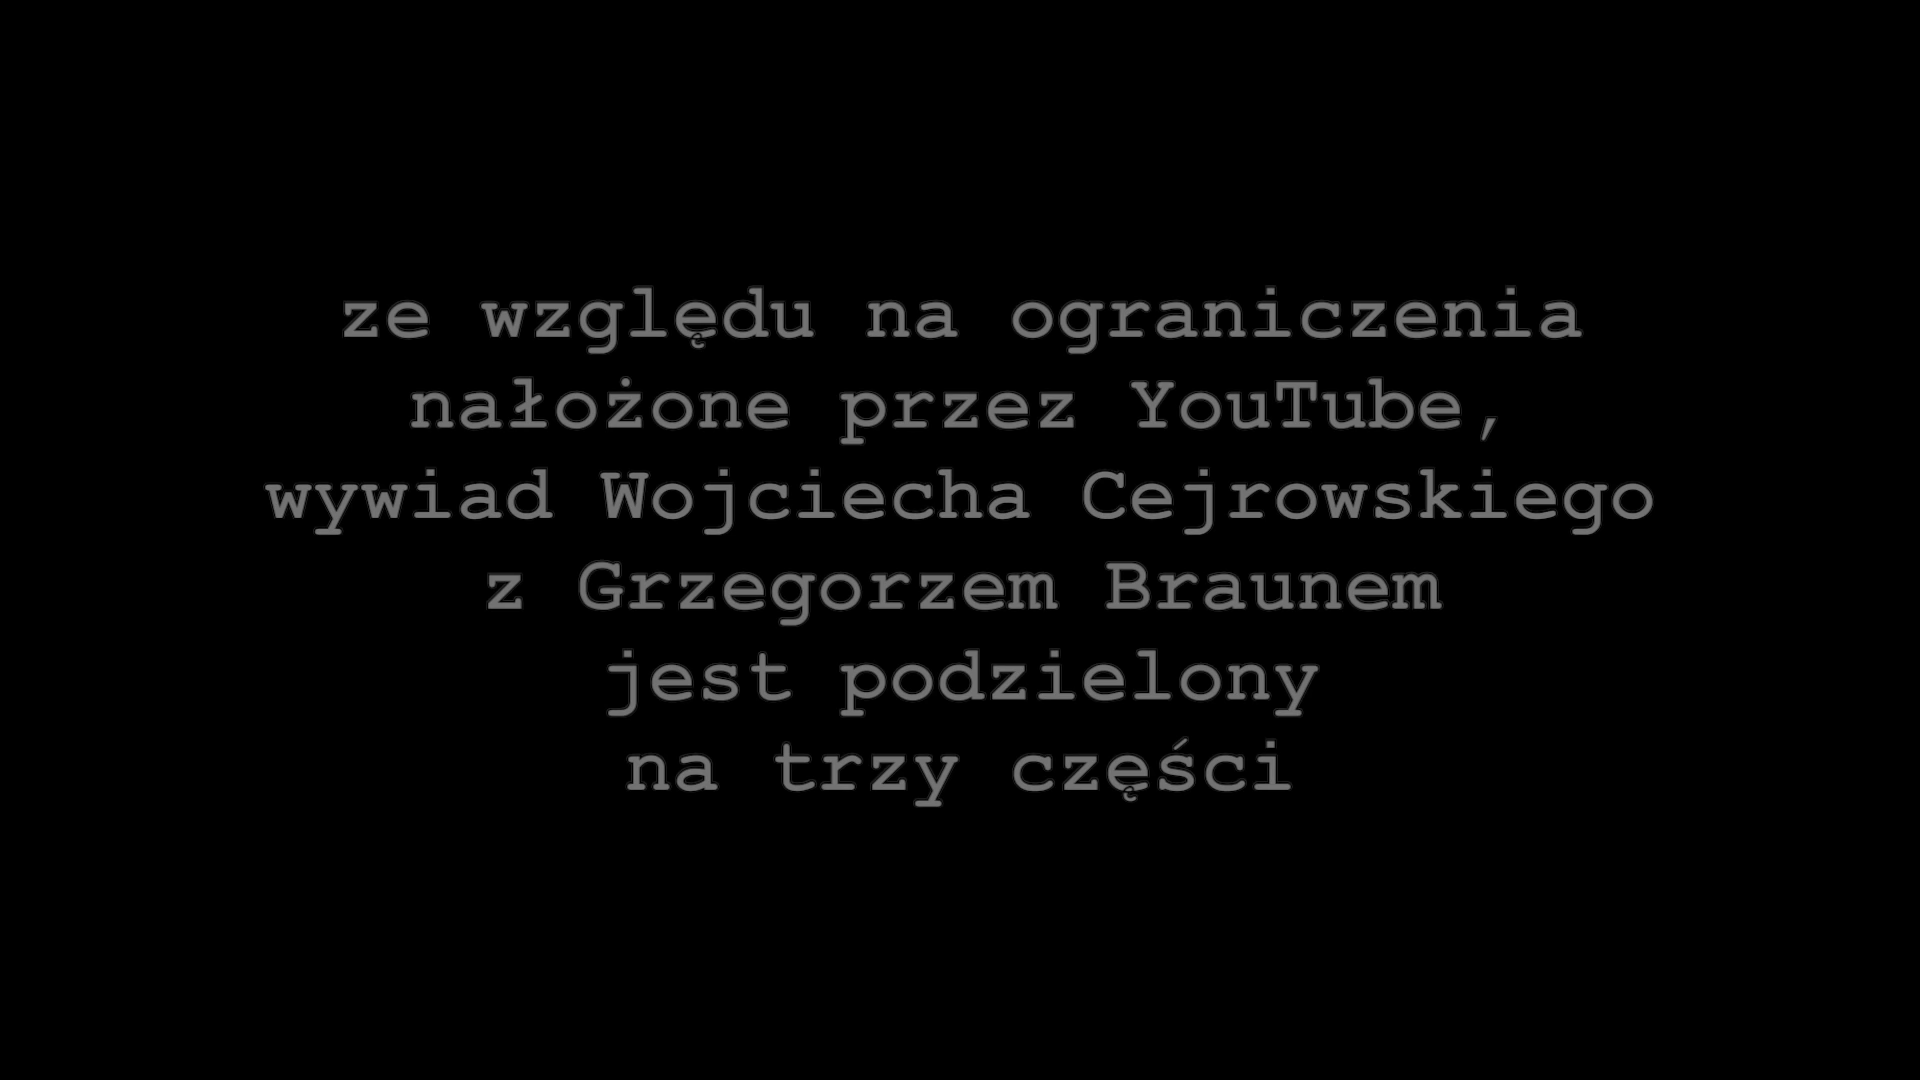 ze względu na ograniczenia
nałożone przez YouTube,
wywiad Wojciecha Cejrowskiego
z Grzegorzem Braunem
jest podzielony
na trzy części